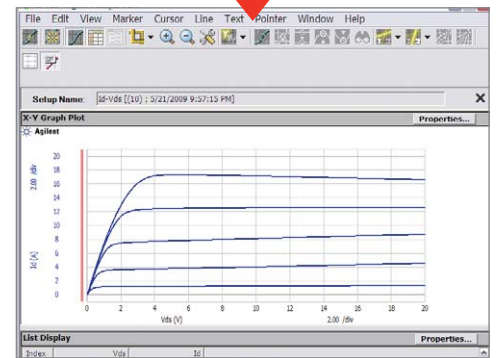 File Edit View Marker Cursor Line Text Pointer Window Help
Setup Name: Id-Vds [(10) ; 5/21/2009 9:57:15 PM]
X-Y Graph Plot Properties...
Agilent
2.00 /div
Id (A)
20
18
16
14
12
10
8
6
4
2
0
0 2 4 6 8 10 12 14 16 18 20
Vds (V) 2.00 /div
List Display Properties...
Index Vds Id